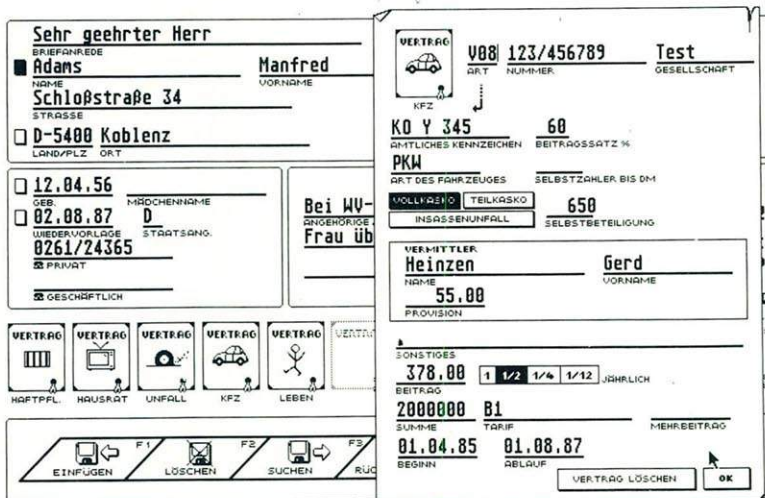 Sehr geehrter Herr
BRIEFANREDE
Adams Manfred
NAME VORNAME
Schloßstraße 34
STRASSE
D-5400 Koblenz
LAND/PLZ ORT
12.04.56
GEB. MÄDCHENNAME
02.08.87 D
WIEDERVORLAGE STAATSANG.
0261/24365
☎ PRIVAT
☎ GESCHÄFTLICH
Bei WV-
ANGEHÖRIGE
Frau üb
VERTRAG VERTRAG VERTRAG VERTRAG VERTRAG
HAFTPFL. HAUSRAT UNFALL KFZ LEBEN
F1 F2 F3
EINFÜGEN LÖSCHEN SUCHEN
VERTRAG V08 123/456789 Test
ART NUMMER GESELLSCHAFT
KFZ
KO Y 345 60
AMTLICHES KENNZEICHEN BEITRAGSSATZ %
PKW
ART DES FAHRZEUGES SELBSTZAHLER BIS DM
VOLLKASKO TEILKASKO 650
INSASSENUNFALL SELBSTBETEILIGUNG
VERMITTLER
Heinzen Gerd
NAME VORNAME
55.00
PROVISION
SONSTIGES
378.00 1 1/2 1/4 1/12 JÄHRLICH
BEITRAG
2000000 B1
SUMME TARIF MEHRBEITRAG
01.04.85 01.08.87
BEGINN ABLAUF
VERTRAG LÖSCHEN OK